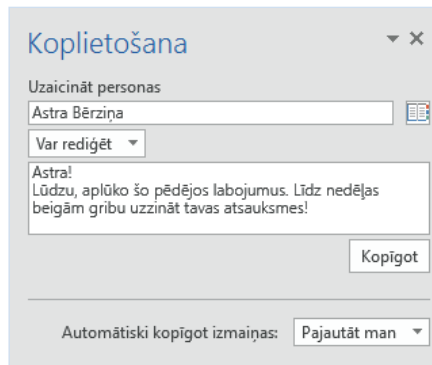 Koplietošana
Uzaicināt personas
Astra Bērziņa
Var rediģēt
Astra!
Lūdzu, aplūko šo pēdējos labojumus. Līdz nedēļas
beigām gribu uzzināt tavas atsauksmes!
Kopīgot
Automātiski kopīgot izmaiņas: Pajautāt man